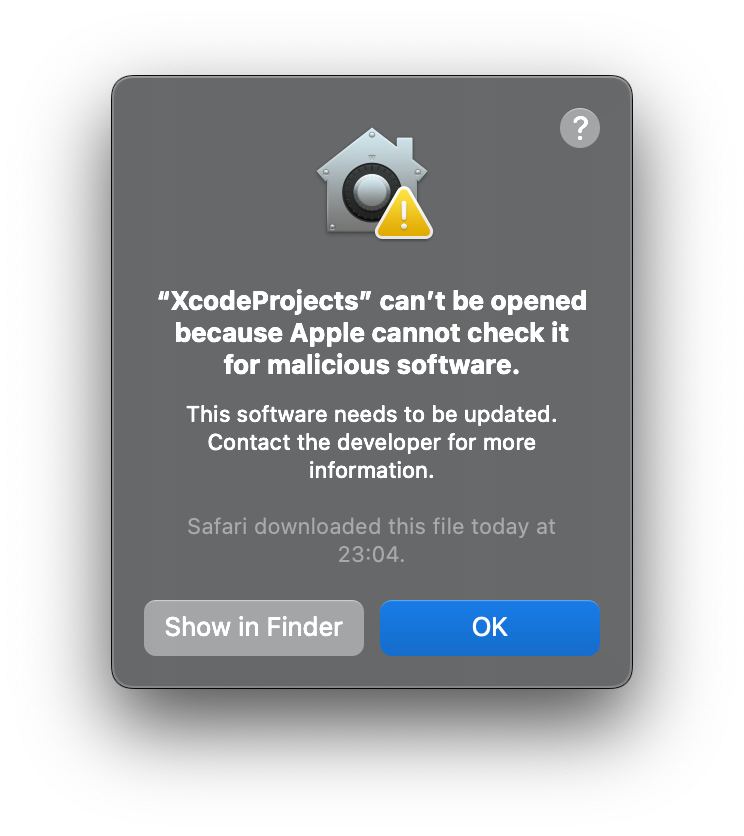 ?
“XcodeProjects” can’t be opened
because Apple cannot check it
for malicious software.
This software needs to be updated.
Contact the developer for more
information.
Safari downloaded this file today at
23:04.
Show in Finder
OK